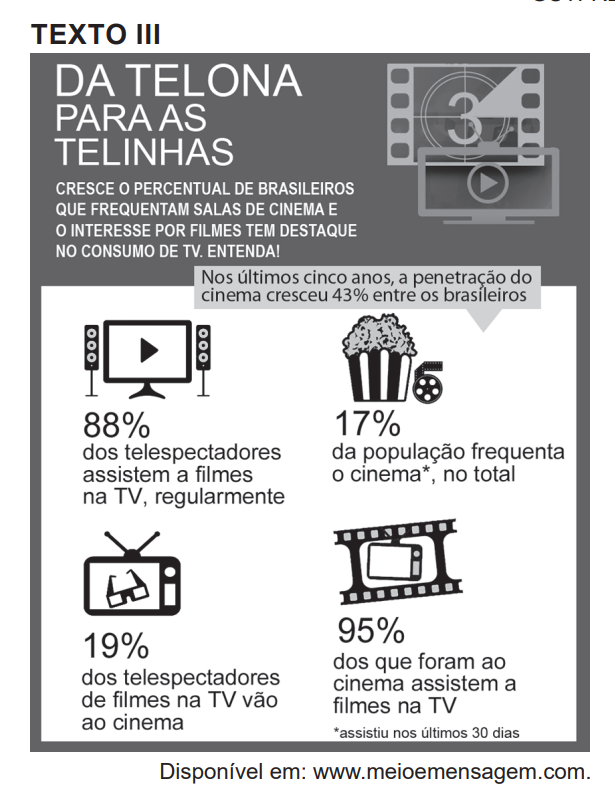 TEXTO III
DA TELONA
PARA AS
TELINHAS
3
CRESCE O PERCENTUAL DE BRASILEIROS
QUE FREQUENTAM SALAS DE CINEMA E
O INTERESSE POR FILMES TEM DESTAQUE
NO CONSUMO DE TV. ENTENDA!
Nos últimos cinco anos, a penetração do
cinema cresceu 43% entre os brasileiros
88%
dos telespectadores
assistem a filmes
na TV, regularmente
17%
da população frequenta
o cinema*, no total
19%
dos telespectadores
de filmes na TV vão
ao cinema
95%
dos que foram ao
cinema assistem a
filmes na TV
*assistiu nos últimos 30 dias
Disponível em: www.meioemensagem.com.